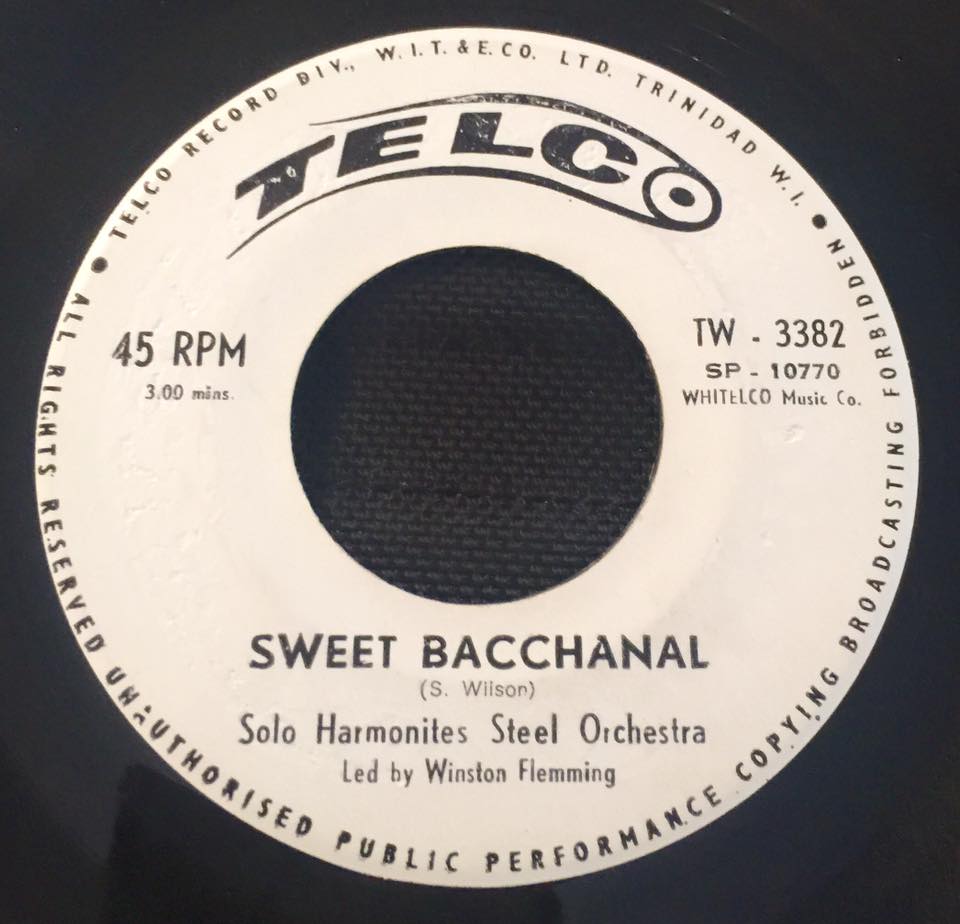 TELCO RECORD DIV., W.I.T. & E.CO. LTD. TRINIDAD W.I.
TELCO
45 RPM
3.00 mins.
TW - 3382
SP - 10770
WHITELCO Music Co.
SWEET BACCHANAL
(S. Wilson)
Solo Harmonites Steel Orchestra
Led by Winston Flemming
ALL RIGHTS RESERVED UNAUTHORISED PUBLIC PERFORMANCE COPYING BROADCASTING FORBIDDEN